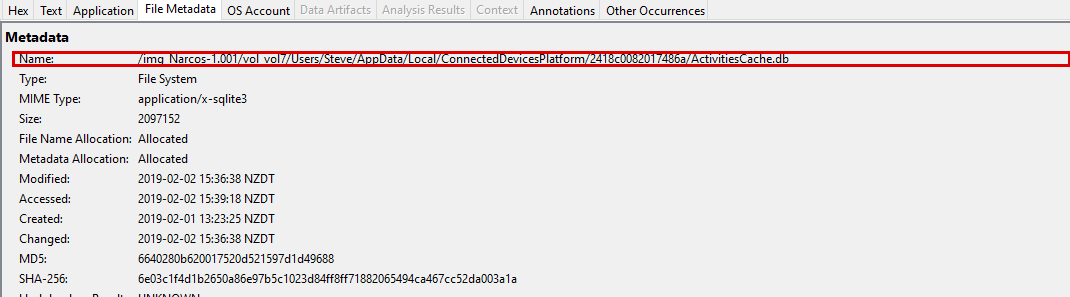 Hex Text Application File Metadata OS Account Data Artifacts Analysis Results Context Annotations Other Occurrences
Metadata
Name: /img_Narcos-1.001/vol_vol7/Users/Steve/AppData/Local/ConnectedDevicesPlatform/2418c0082017486a/ActivitiesCache.db
Type: File System
MIME Type: application/x-sqlite3
Size: 2097152
File Name Allocation: Allocated
Metadata Allocation: Allocated
Modified: 2019-02-02 15:36:38 NZDT
Accessed: 2019-02-02 15:39:18 NZDT
Created: 2019-02-01 13:23:25 NZDT
Changed: 2019-02-02 15:36:38 NZDT
MD5: 6640280b620017520d521597d1d49688
SHA-256: 6e03c1f4d1b2650a86e97b5c1023d84ff8ff71882065494ca467cc52da003a1a
UNKNOWN